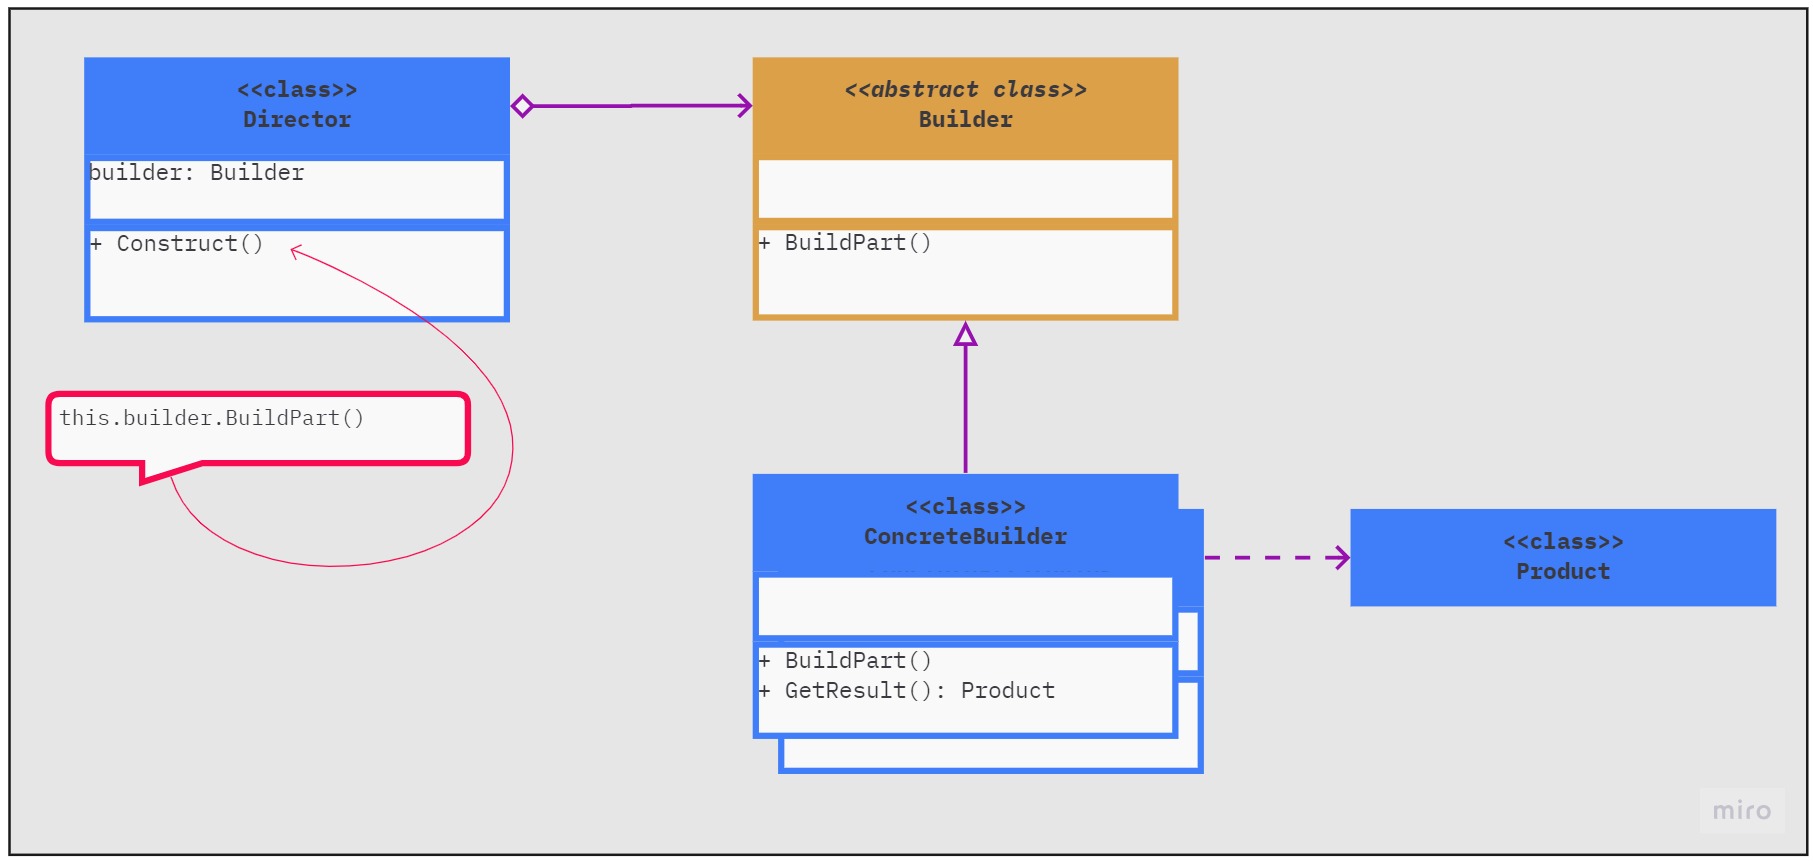 <<class>>
Director
builder: Builder
+ Construct()
<<abstract class>>
Builder
+ BuildPart()
this.builder.BuildPart()
<<class>>
ConcreteBuilder
+ BuildPart()
+ GetResult(): Product
<<class>>
Product
miro